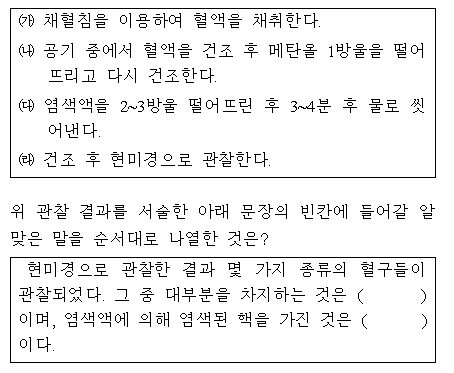 ㈎ 채혈침을 이용하여 혈액을 채취한다.
㈏ 공기 중에서 혈액을 건조 후 메탄올 1방울을 떨어
뜨리고 다시 건조한다.
㈐ 염색액을 2~3방울 떨어뜨린 후 3~4분 후 물로 씻
어낸다.
㈑ 건조 후 현미경으로 관찰한다.
위 관찰 결과를 서술한 아래 문장의 빈칸에 들어갈 알
맞은 말을 순서대로 나열한 것은?
현미경으로 관찰한 결과 몇 가지 종류의 혈구들이
관찰되었다. 그 중 대부분을 차지하는 것은 (      )
이며, 염색액에 의해 염색된 핵을 가진 것은 (      )
이다.